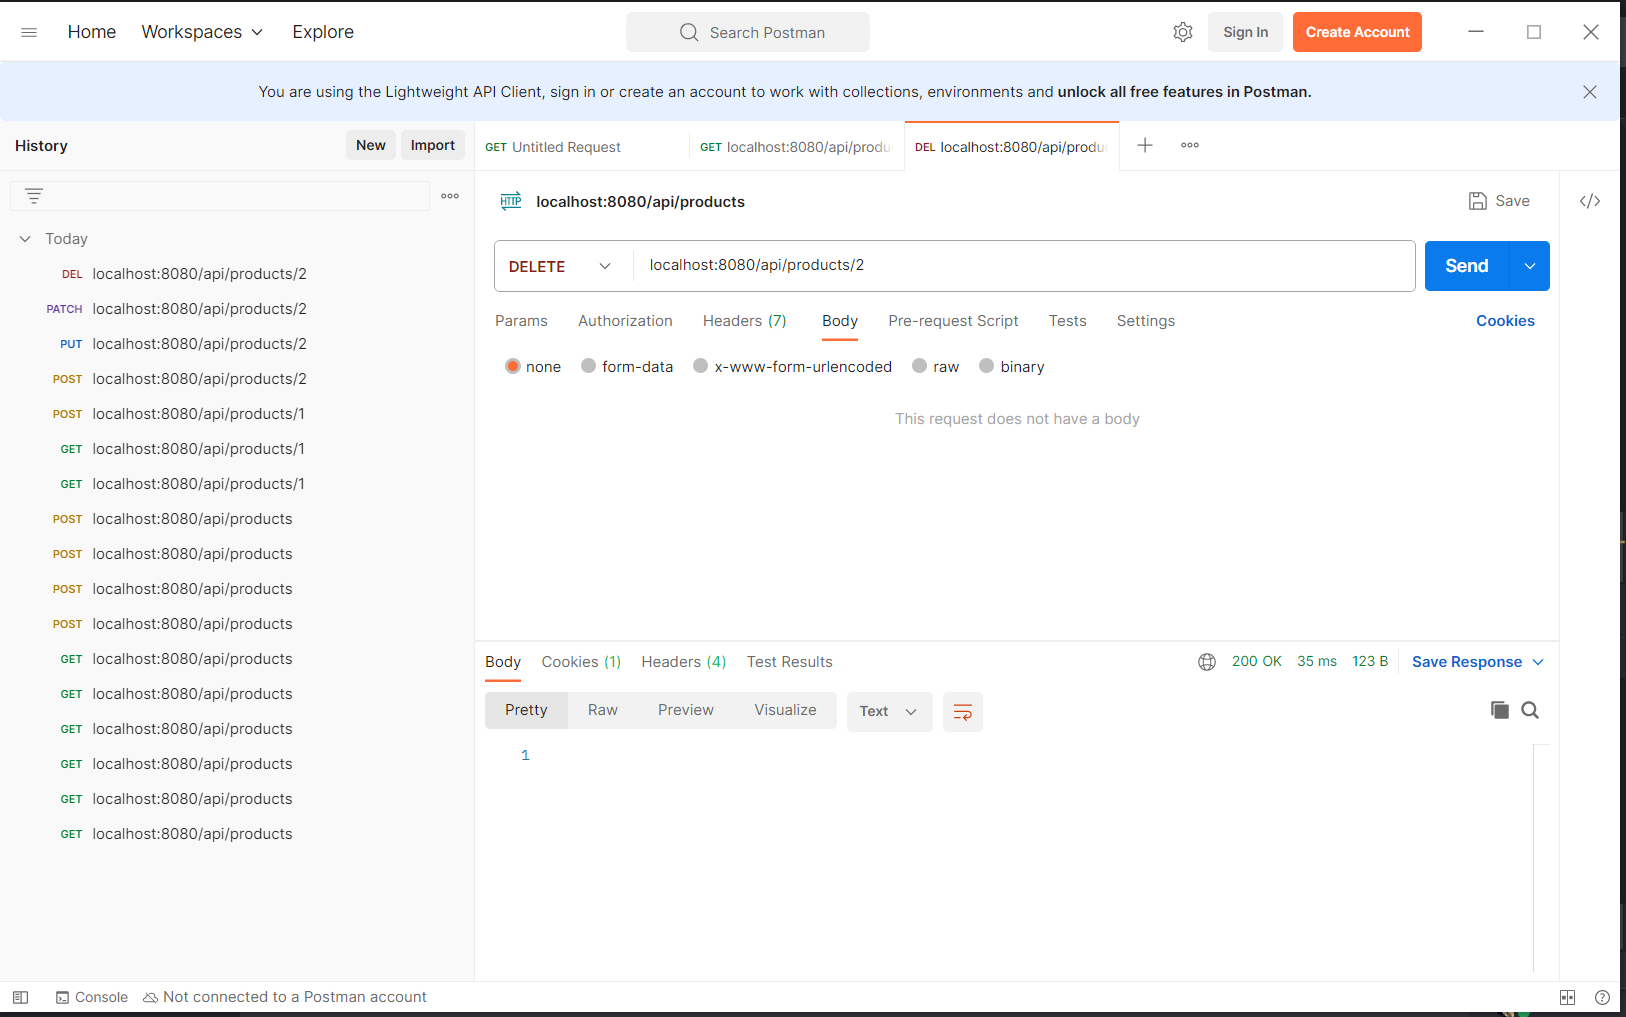 Home Workspaces Explore Search Postman Sign In Create Account
You are using the Lightweight API Client, sign in or create an account to work with collections, environments and unlock all free features in Postman.
History New Import
GET Untitled Request GET localhost:8080/api/produ DEL localhost:8080/api/produ
HTTP localhost:8080/api/products Save
Today
DEL localhost:8080/api/products/2
PATCH localhost:8080/api/products/2
PUT localhost:8080/api/products/2
POST localhost:8080/api/products/2
POST localhost:8080/api/products/1
GET localhost:8080/api/products/1
GET localhost:8080/api/products/1
POST localhost:8080/api/products
POST localhost:8080/api/products
POST localhost:8080/api/products
POST localhost:8080/api/products
GET localhost:8080/api/products
GET localhost:8080/api/products
GET localhost:8080/api/products
GET localhost:8080/api/products
GET localhost:8080/api/products
GET localhost:8080/api/products
DELETE localhost:8080/api/products/2 Send
Params Authorization Headers (7) Body Pre-request Script Tests Settings Cookies
none form-data x-www-form-urlencoded raw binary
This request does not have a body
Body Cookies (1) Headers (4) Test Results 200 OK 35 ms 123 B Save Response
Pretty Raw Preview Visualize Text
1
Console Not connected to a Postman account